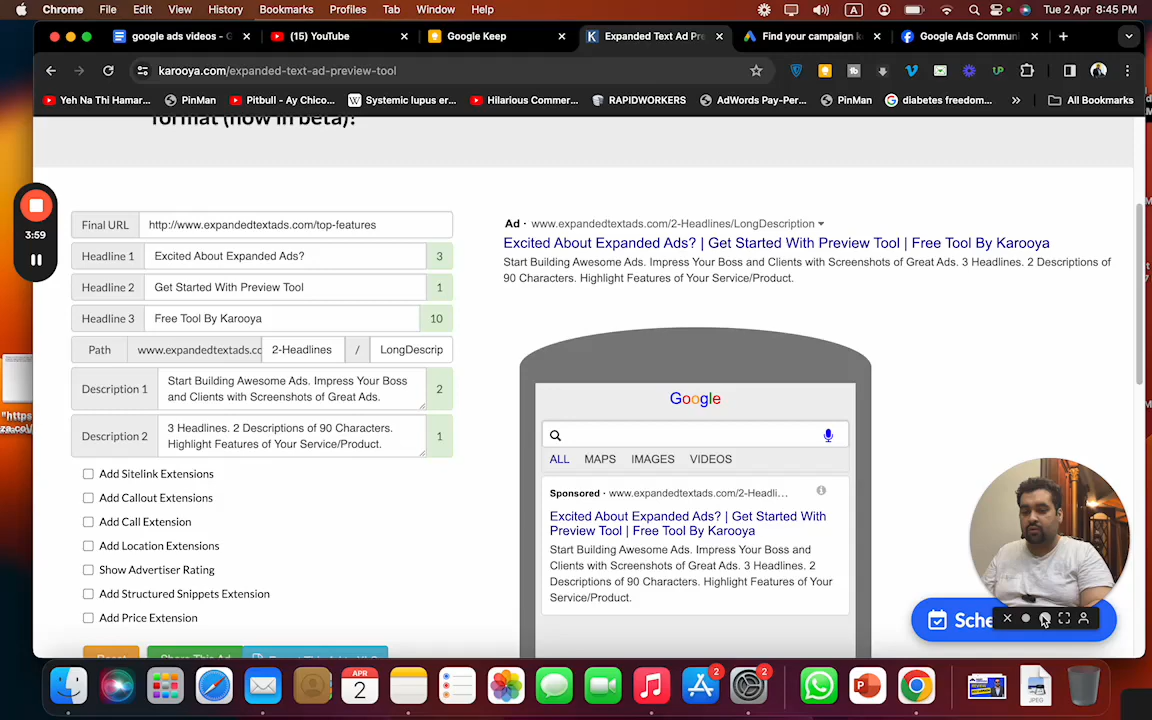 Chrome File Edit View History Bookmarks Profiles Tab Window Help
A Tue 2 Apr 8:45 PM
google ads videos - G
(15) YouTube
Google Keep
Expanded Text Ad Pre
Find your campaign k
Google Ads Commun
karooya.com/expanded-text-ad-preview-tool
UP
Yeh Na Thi Hamar...
PinMan
Pitbull - Ay Chico...
Systemic lupus er...
Hilarious Commer...
RAPIDWORKERS
AdWords Pay-Per...
PinMan
diabetes freedom...
»
All Bookmarks
format (now in beta)!
3:59
Final URL http://www.expandedtextads.com/top-features
Headline 1 Excited About Expanded Ads? 3
Headline 2 Get Started With Preview Tool 1
Headline 3 Free Tool By Karooya 10
Path www.expandedtextads.cc 2-Headlines / LongDescrip
Description 1 Start Building Awesome Ads. Impress Your Boss
and Clients with Screenshots of Great Ads. 2
Description 2 3 Headlines. 2 Descriptions of 90 Characters.
Highlight Features of Your Service/Product. 1
Add Sitelink Extensions
Add Callout Extensions
Add Call Extension
Add Location Extensions
Show Advertiser Rating
Add Structured Snippets Extension
Add Price Extension
Reset
Share This Ad
Ad · www.expandedtextads.com/2-Headlines/LongDescription
Excited About Expanded Ads? | Get Started With Preview Tool | Free Tool By Karooya
Start Building Awesome Ads. Impress Your Boss and Clients with Screenshots of Great Ads. 3 Headlines. 2 Descriptions of
90 Characters. Highlight Features of Your Service/Product.
Google
ALL MAPS IMAGES VIDEOS
Sponsored · www.expandedtextads.com/2-Headli...
Excited About Expanded Ads? | Get Started With
Preview Tool | Free Tool By Karooya
Start Building Awesome Ads. Impress Your Boss and
Clients with Screenshots of Great Ads. 3 Headlines. 2
Descriptions of 90 Characters. Highlight Features of Your
Service/Product.
Sche
"https
APR
2
2
2
JPEG